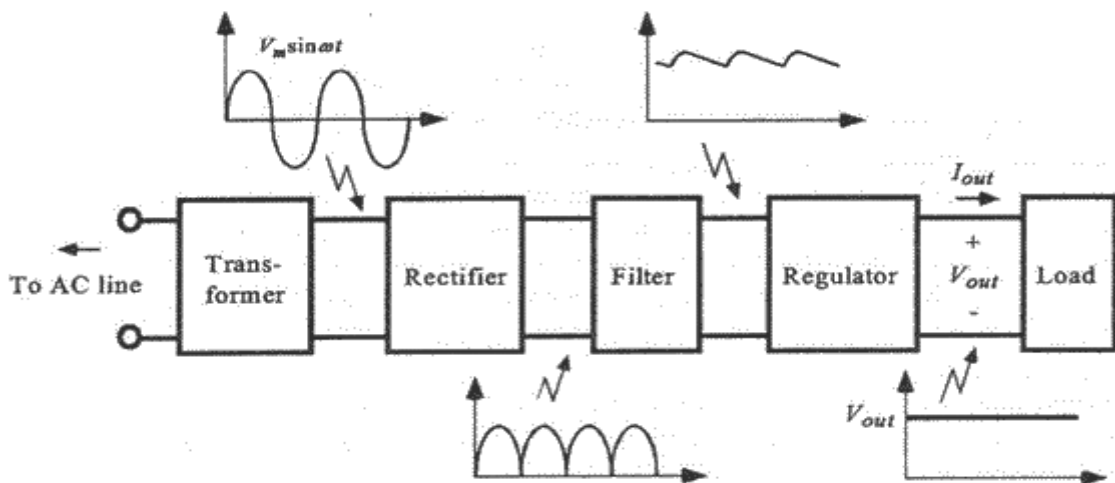 V_m sin ωt
I_out
To AC line
Trans-
former
Rectifier
Filter
Regulator
+
V_out
-
Load
V_out